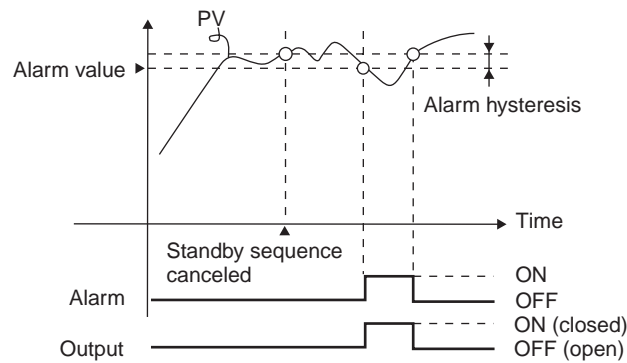 PV
Alarm value
Alarm hysteresis
Time
Standby sequence
canceled
ON
Alarm
OFF
ON (closed)
Output
OFF (open)